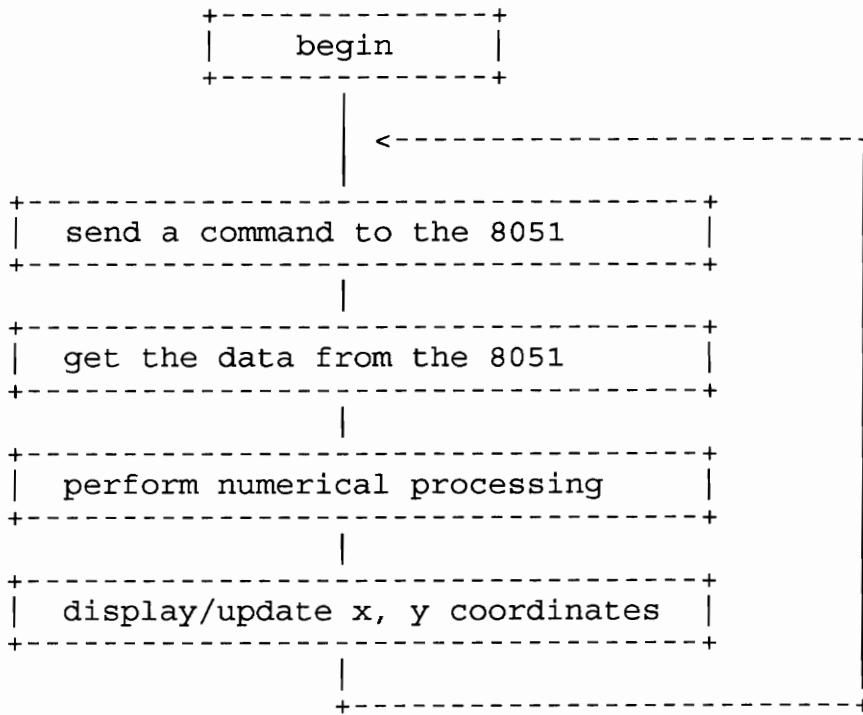 begin
send a command to the 8051
get the data from the 8051
perform numerical processing
display/update x, y coordinates